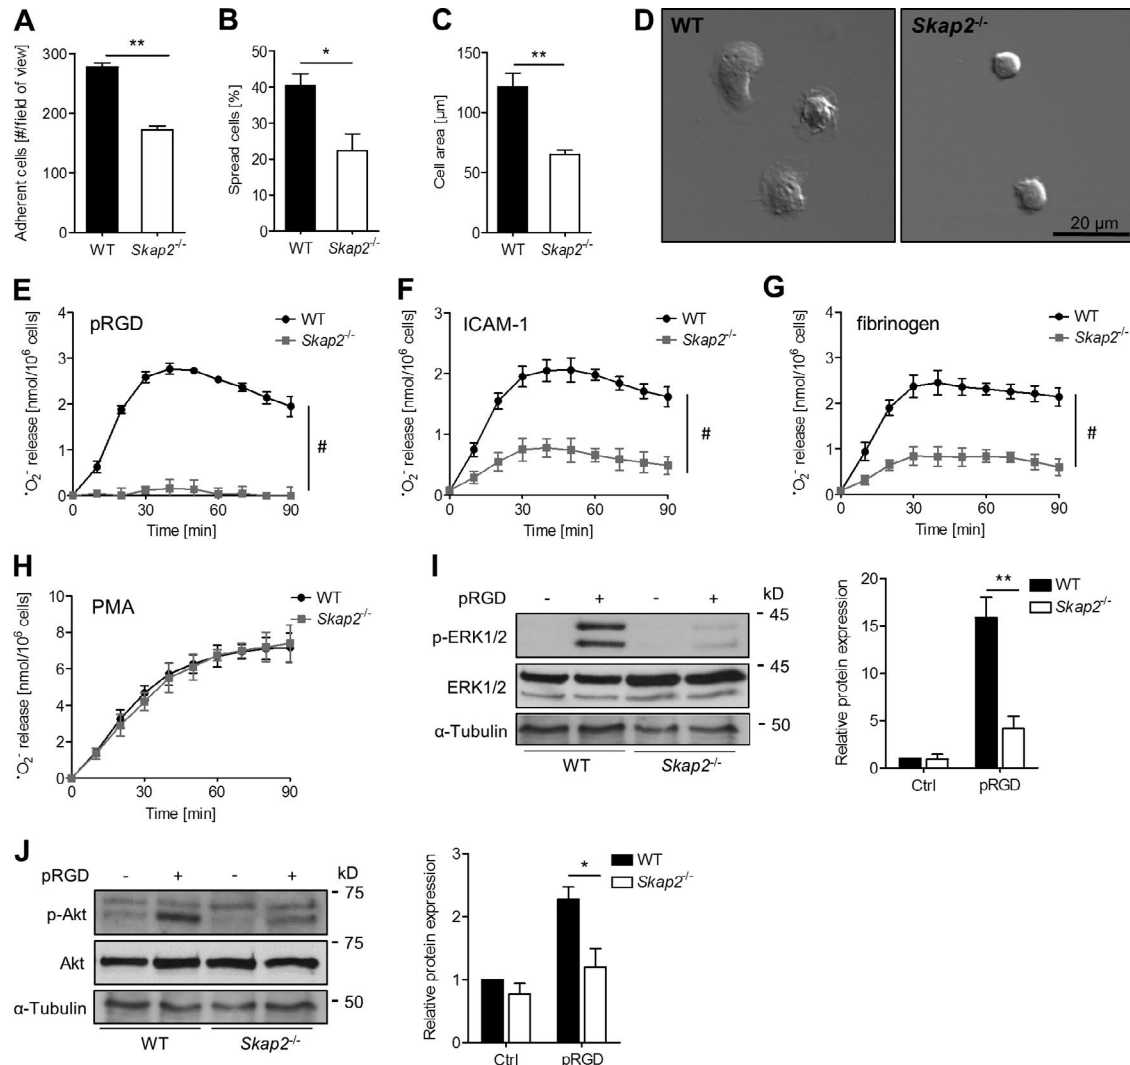 A
Adherent cells [#/field of view]
300
200
100
0
**
WT
Skap2-/-
B
Spread cells [%]
50
40
30
20
10
0
*
WT
Skap2-/-
C
Cell area [µm]
150
100
50
0
**
WT
Skap2-/-
D
WT
Skap2-/-
20 µm
E
pRGD
WT
Skap2-/-
•O2- release [nmol/10^6 cells]
4
3
2
1
0
0 30 60 90
Time [min]
#
F
ICAM-1
WT
Skap2-/-
•O2- release [nmol/10^6 cells]
3
2
1
0
0 30 60 90
Time [min]
#
G
fibrinogen
WT
Skap2-/-
•O2- release [nmol/10^6 cells]
4
3
2
1
0
0 30 60 90
Time [min]
#
H
PMA
WT
Skap2-/-
•O2- release [nmol/10^6 cells]
10
8
6
4
2
0
0 30 60 90
Time [min]
I
pRGD - + - + kD
p-ERK1/2
- 45
ERK1/2
- 45
α-Tubulin
- 50
WT Skap2-/-
Relative protein expression
20
15
10
5
0
**
WT
Skap2-/-
Ctrl pRGD
J
pRGD - + - + kD
p-Akt
- 75
Akt
- 75
α-Tubulin
- 50
WT Skap2-/-
Relative protein expression
3
2
1
0
*
WT
Skap2-/-
Ctrl pRGD